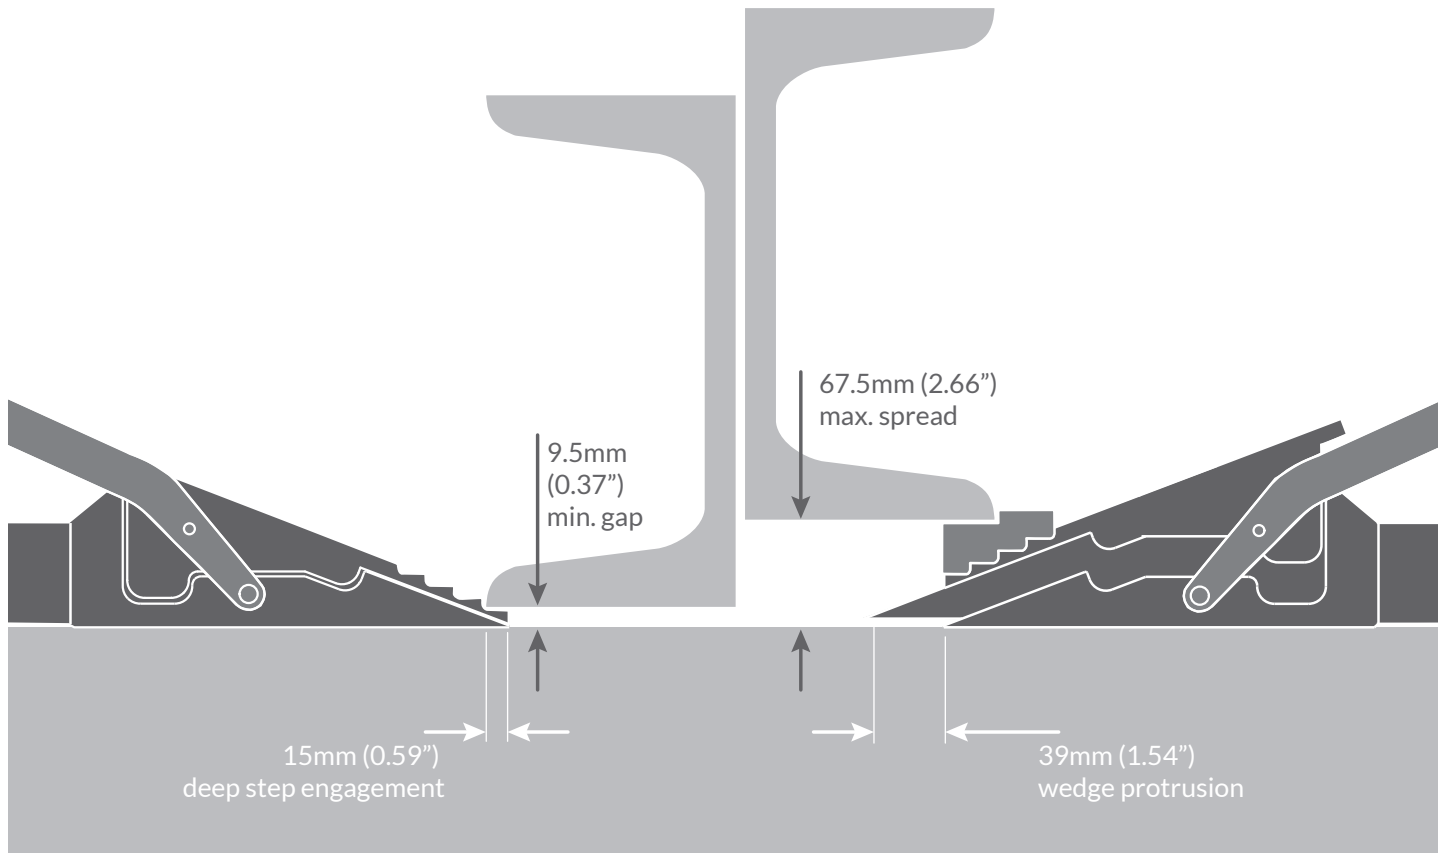 67.5mm (2.66”)
max. spread
9.5mm
(0.37”)
min. gap
15mm (0.59”)
deep step engagement
39mm (1.54”)
wedge protrusion